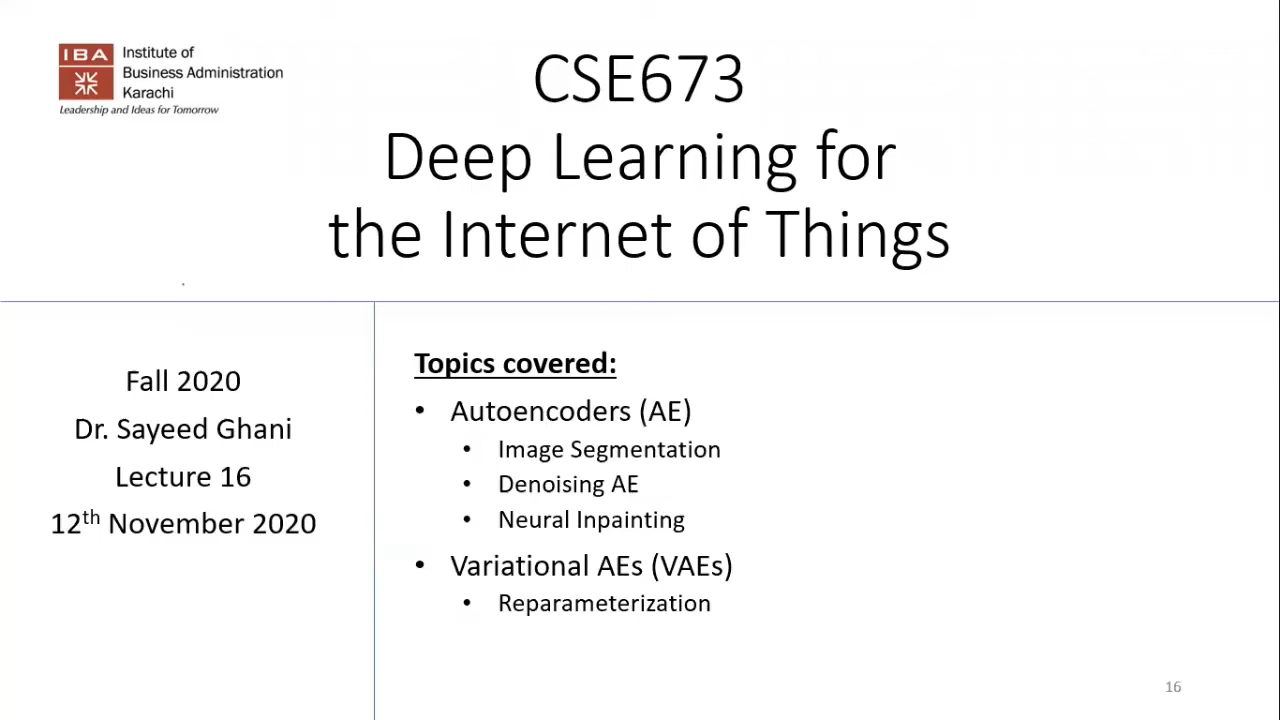 IBA
Institute of
Business Administration
Karachi
Leadership and Ideas for Tomorrow
CSE673
Deep Learning for
the Internet of Things
Fall 2020
Dr. Sayeed Ghani
Lecture 16
12th November 2020
Topics covered:
• Autoencoders (AE)
• Image Segmentation
• Denoising AE
• Neural Inpainting
• Variational AEs (VAEs)
• Reparameterization
16